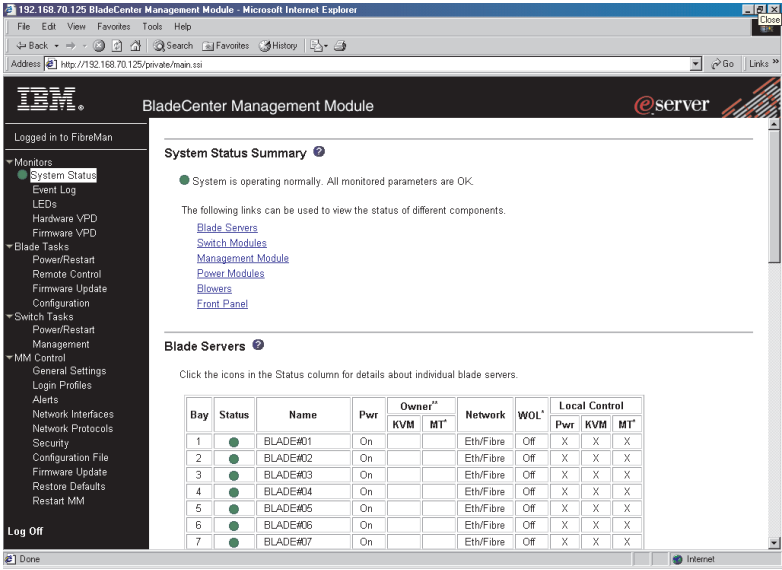 192.168.70.125 BladeCenter Management Module - Microsoft Internet Explorer
Close
File Edit View Favorites Tools Help
Back Search Favorites History
Address http://192.168.70.125/private/main.ssi Go Links »
IBM®
BladeCenter Management Module
eserver
Logged in to FibreMan
Monitors
System Status
Event Log
LEDs
Hardware VPD
Firmware VPD
Blade Tasks
Power/Restart
Remote Control
Firmware Update
Configuration
Switch Tasks
Power/Restart
Management
MM Control
General Settings
Login Profiles
Alerts
Network Interfaces
Network Protocols
Security
Configuration File
Firmware Update
Restore Defaults
Restart MM
Log Off
System Status Summary ?
System is operating normally. All monitored parameters are OK.
The following links can be used to view the status of different components.
Blade Servers
Switch Modules
Management Module
Power Modules
Blowers
Front Panel
Blade Servers ?
Click the icons in the Status column for details about individual blade servers.
Bay Status Name Pwr Owner** Network WOL* Local Control
KVM MT* Pwr KVM MT*
1 BLADE#01 On Eth/Fibre Off X X X
2 BLADE#02 On Eth/Fibre Off X X X
3 BLADE#03 On Eth/Fibre Off X X X
4 BLADE#04 On Eth/Fibre Off X X X
5 BLADE#05 On Eth/Fibre Off X X X
6 BLADE#06 On Eth/Fibre Off X X X
7 BLADE#07 On Eth/Fibre Off X X X
Done Internet